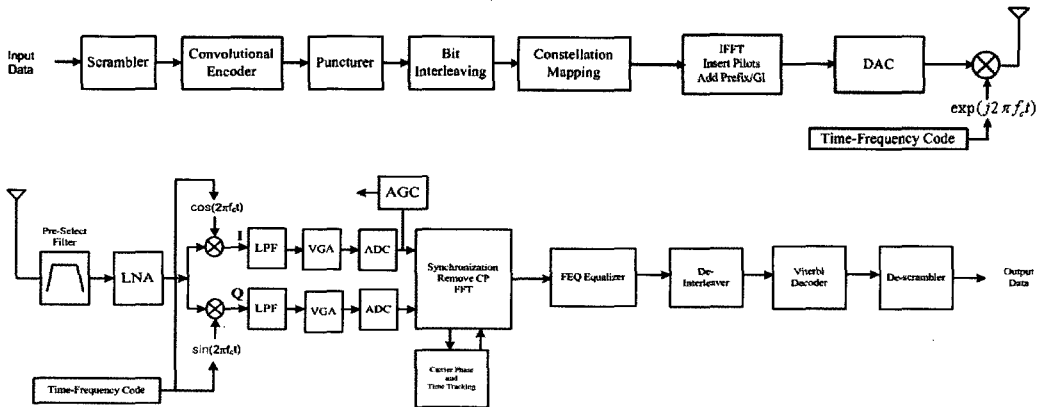 Input
Data
Scrambler
Convolutional
Encoder
Puncturer
Bit
Interleaving
Constellation
Mapping
IFFT
Insert Pilots
Add Prefix/GI
DAC
exp(j2πf_ct)
Time-Frequency Code
AGC
cos(2πf_ct)
Pre-Select
Filter
LNA
I
LPF
VGA
ADC
Synchronization
Remove CP
FFT
FEQ Equalizer
De-
Interleaver
Viterbi
Dacoder
De-scrambler
Output
Data
Q
LPF
VGA
ADC
sin(2πf_ct)
Carrier Phase
and
Time Tracking
Time-Frequency Code